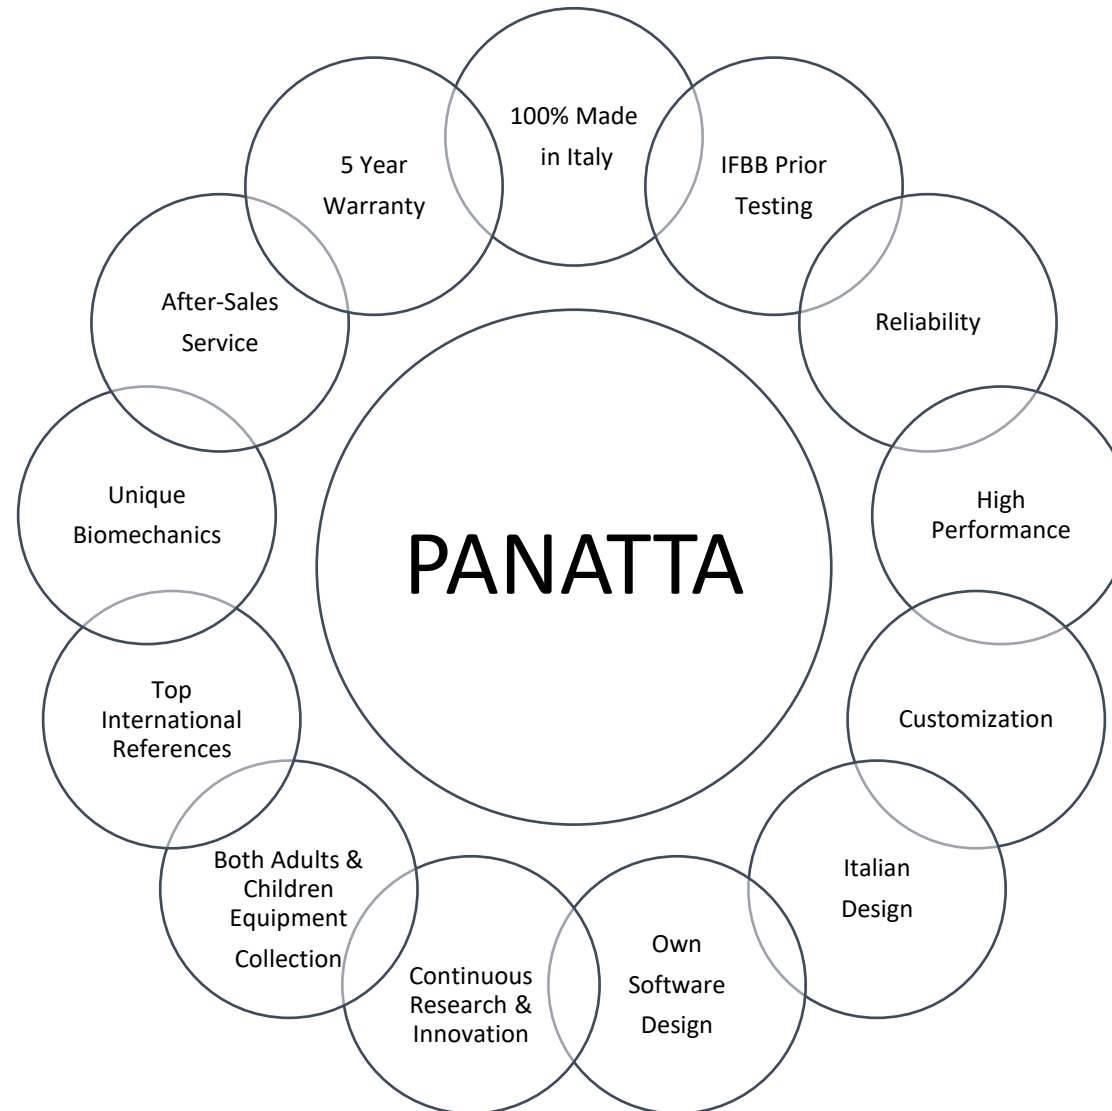 100% Made
in Italy
IFBB Prior
Testing
Reliability
High
Performance
Customization
Italian
Design
Own
Software
Design
Continuous
Research &
Innovation
Both Adults &
Children
Equipment
Collection
Top
International
References
Unique
Biomechanics
After-Sales
Service
5 Year
Warranty
PANATTA